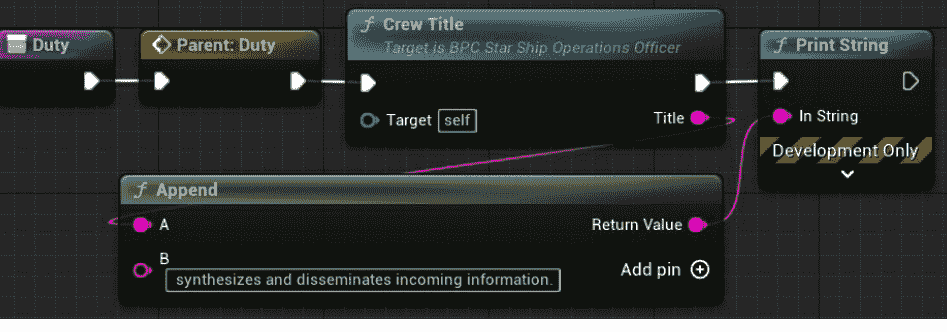 Duty
Parent: Duty
f Crew Title
Target is BPC Star Ship Operations Officer
f Print String
Target self
Title
In String
Development Only
f Append
A
Return Value
B
synthesizes and disseminates incoming information.
Add pin